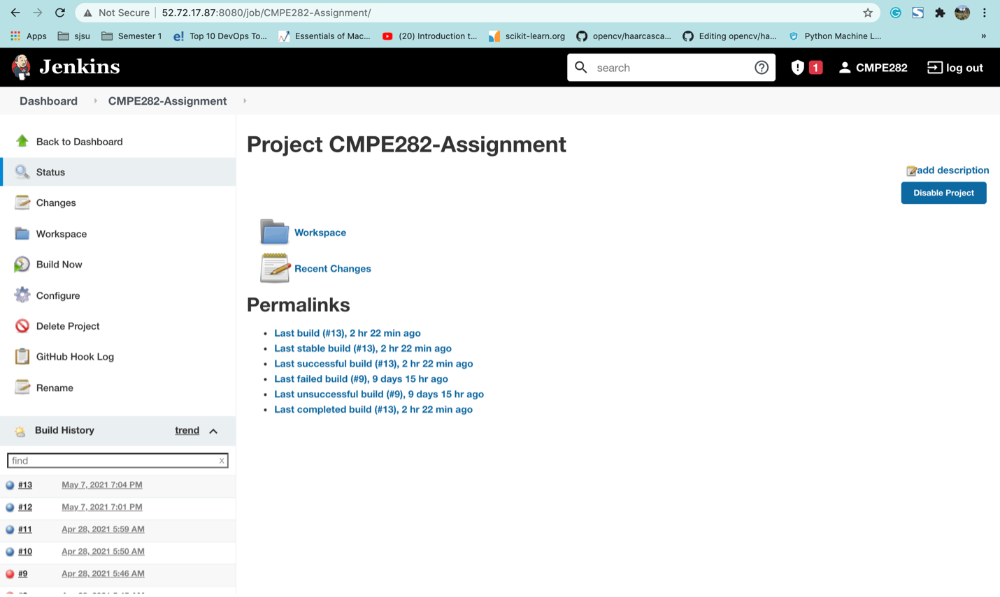 Not Secure 52.72.17.87:8080/job/CMPE282-Assignment/
Apps sjsu Semester 1 e! Top 10 DevOps To... Essentials of Mac... (20) Introduction t... scikit-learn.org opencv/haarcasca... Editing opencv/ha... Python Machine L... »
Jenkins search ? ! 1 CMPE282 log out
Dashboard CMPE282-Assignment
Back to Dashboard
Status
Changes
Workspace
Build Now
Configure
Delete Project
GitHub Hook Log
Rename
Build History trend
find x
#13 May 7, 2021 7:04 PM
#12 May 7, 2021 7:01 PM
#11 Apr 28, 2021 5:59 AM
#10 Apr 28, 2021 5:50 AM
#9 Apr 28, 2021 5:46 AM
Project CMPE282-Assignment
add description
Disable Project
Workspace
Recent Changes
Permalinks
• Last build (#13), 2 hr 22 min ago
• Last stable build (#13), 2 hr 22 min ago
• Last successful build (#13), 2 hr 22 min ago
• Last failed build (#9), 9 days 15 hr ago
• Last unsuccessful build (#9), 9 days 15 hr ago
• Last completed build (#13), 2 hr 22 min ago